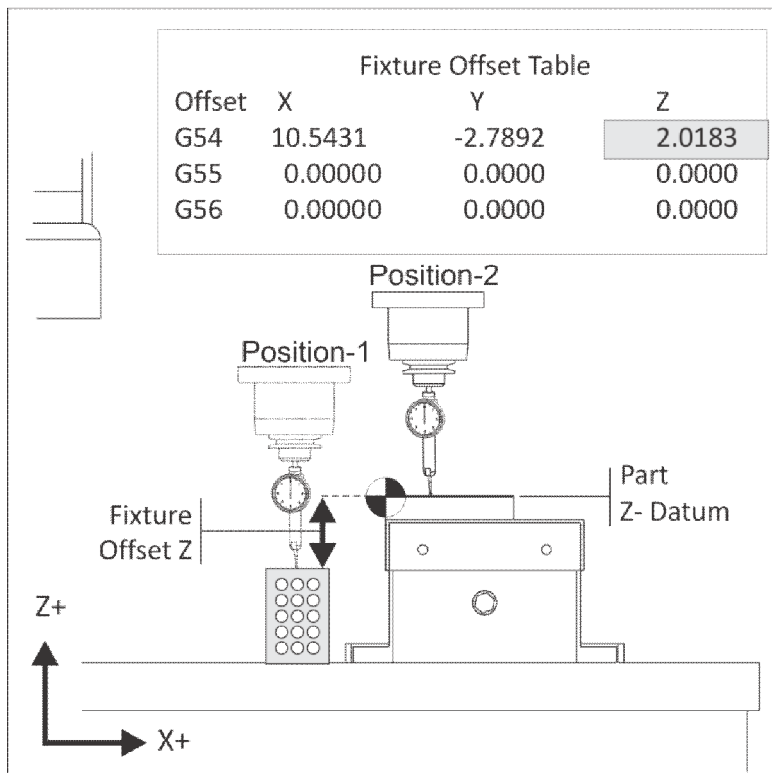 Fixture Offset Table
Offset X Y Z
G54 10.5431 -2.7892 2.0183
G55 0.00000 0.0000 0.0000
G56 0.00000 0.0000 0.0000
Position-2
Position-1
Part
Z- Datum
Fixture
Offset Z
Z+
X+